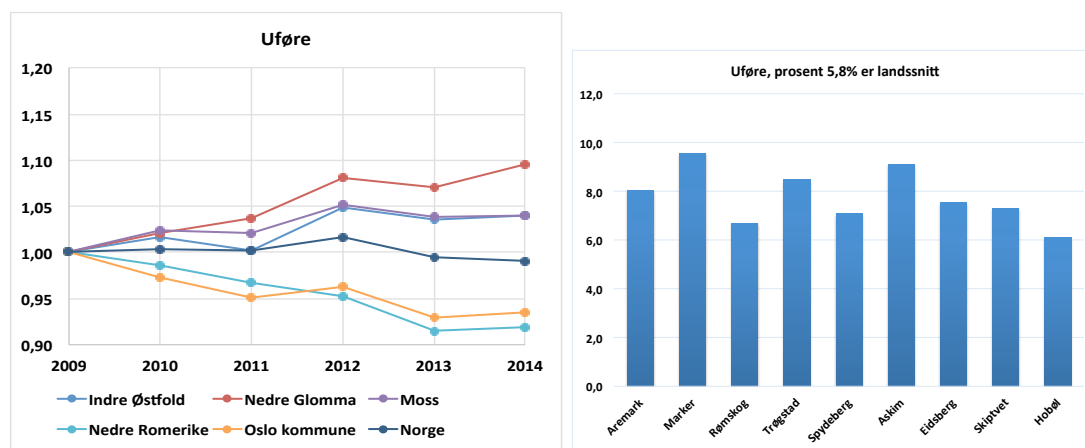 Uføre
1,20
1,15
1,10
1,05
1,00
0,95
0,90
2009 2010 2011 2012 2013 2014
Indre Østfold Nedre Glomma Moss
Nedre Romerike Oslo kommune Norge
Uføre, prosent 5,8% er landssnitt
12,0
10,0
8,0
6,0
4,0
2,0
0,0
Aremark Marker Rømskog Trøgstad Spydeberg Askim Eidsberg Skiptvet Hobøl